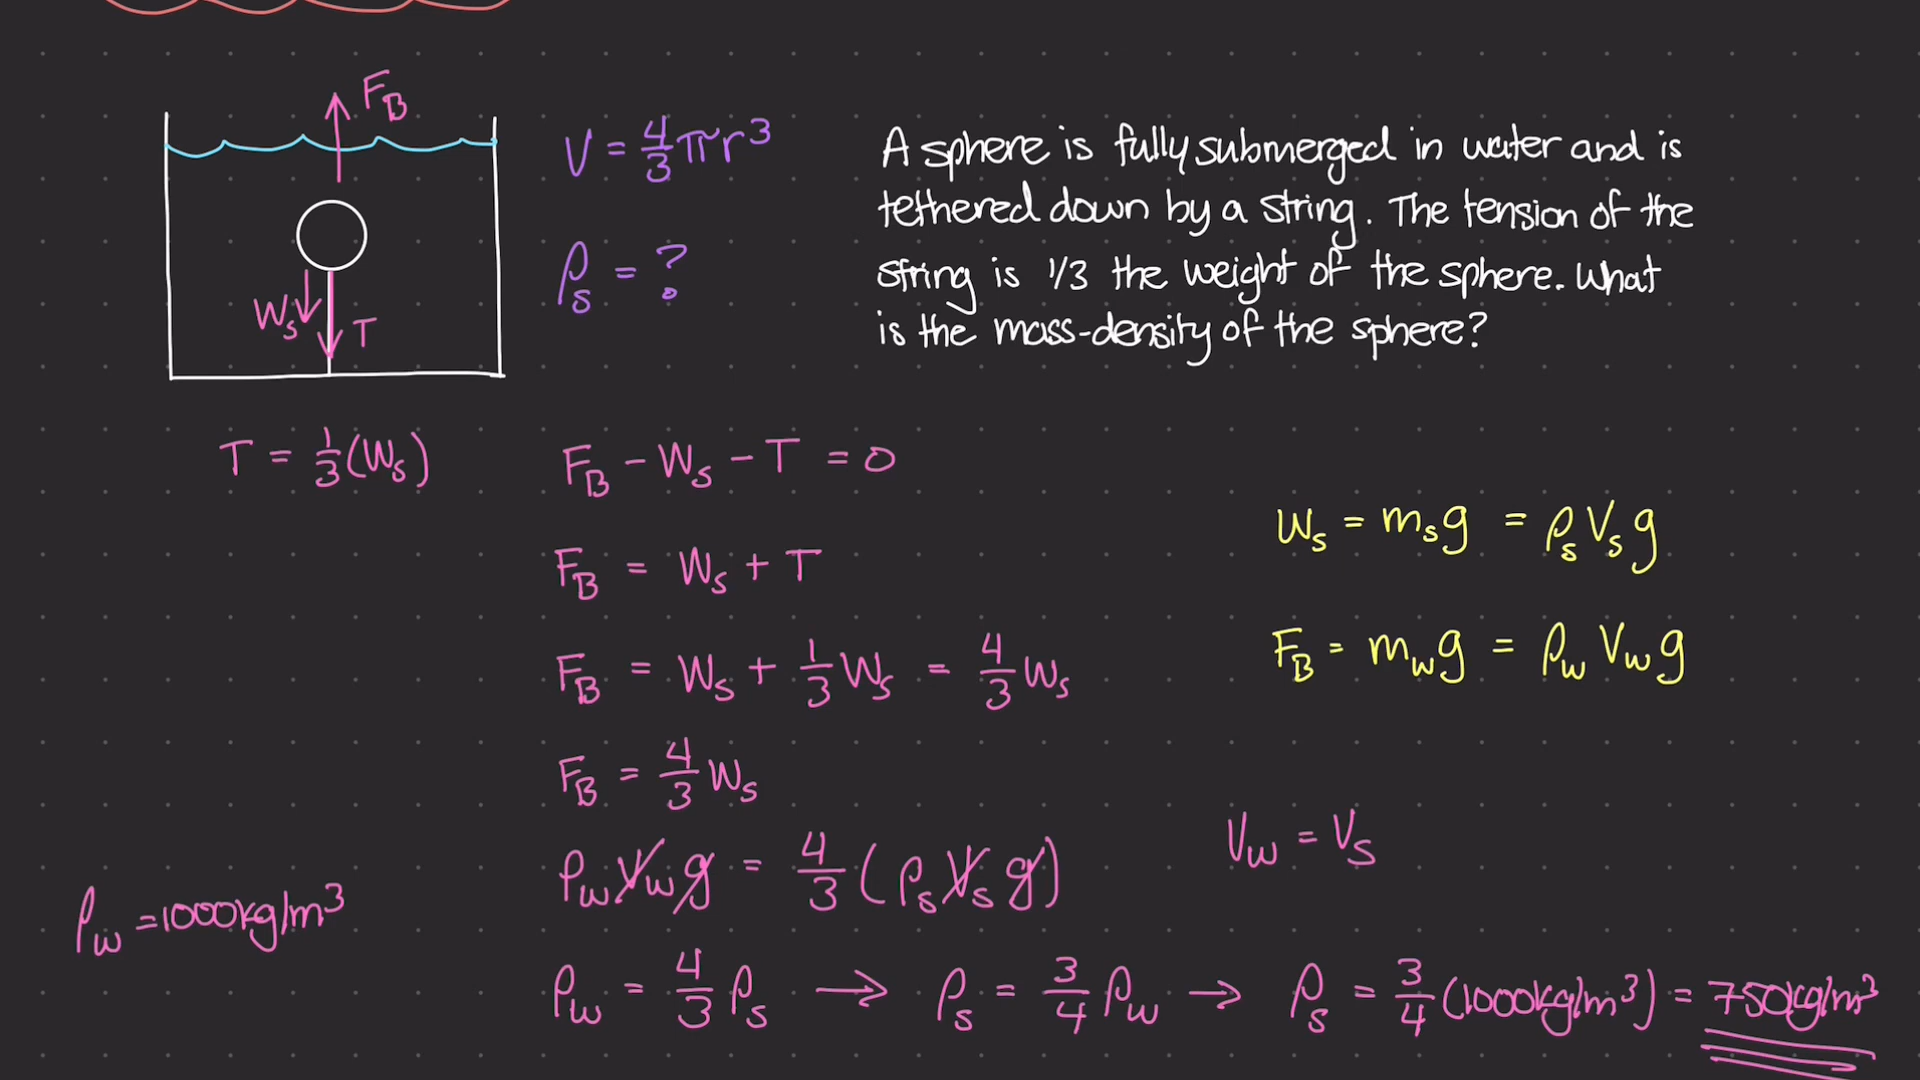 F_B
W_s
T
V = 4/3 πr³
ρ_s = ?
A sphere is fully submerged in water and is
tethered down by a string. The tension of the
string is 1/3 the weight of the sphere. What
is the mass-density of the sphere?
T = 1/3 (W_s)
F_B - W_s - T = 0
F_B = W_s + T
F_B = W_s + 1/3 W_s = 4/3 W_s
F_B = 4/3 W_s
W_s = m_s g = ρ_s V_s g
F_B = m_w g = ρ_w V_w g
V_w = V_s
ρ_w V_w g = 4/3 (ρ_s V_s g)
ρ_w = 1000kg/m³
ρ_w = 4/3 ρ_s → ρ_s = 3/4 ρ_w → ρ_s = 3/4 (1000kg/m³) = 750kg/m³